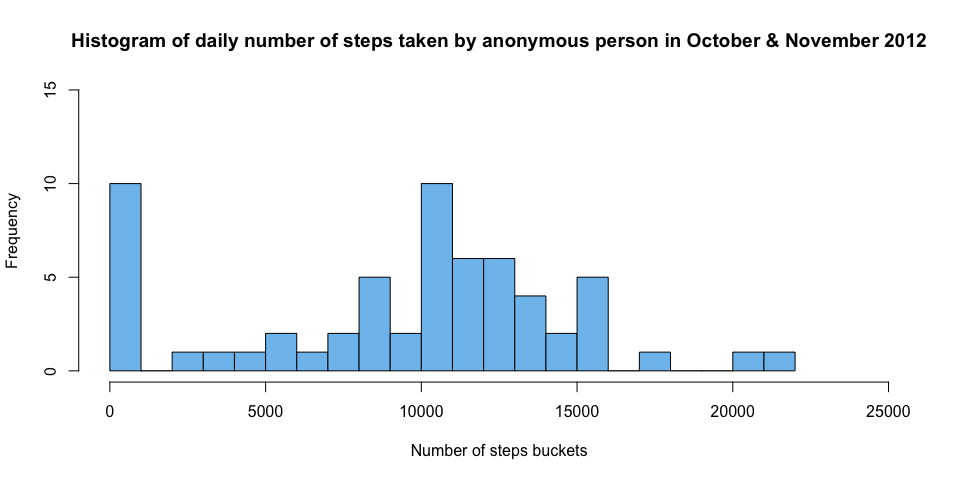 Histogram of daily number of steps taken by anonymous person in October & November 2012
Frequency
15
10
5
0
0 5000 10000 15000 20000 25000
Number of steps buckets